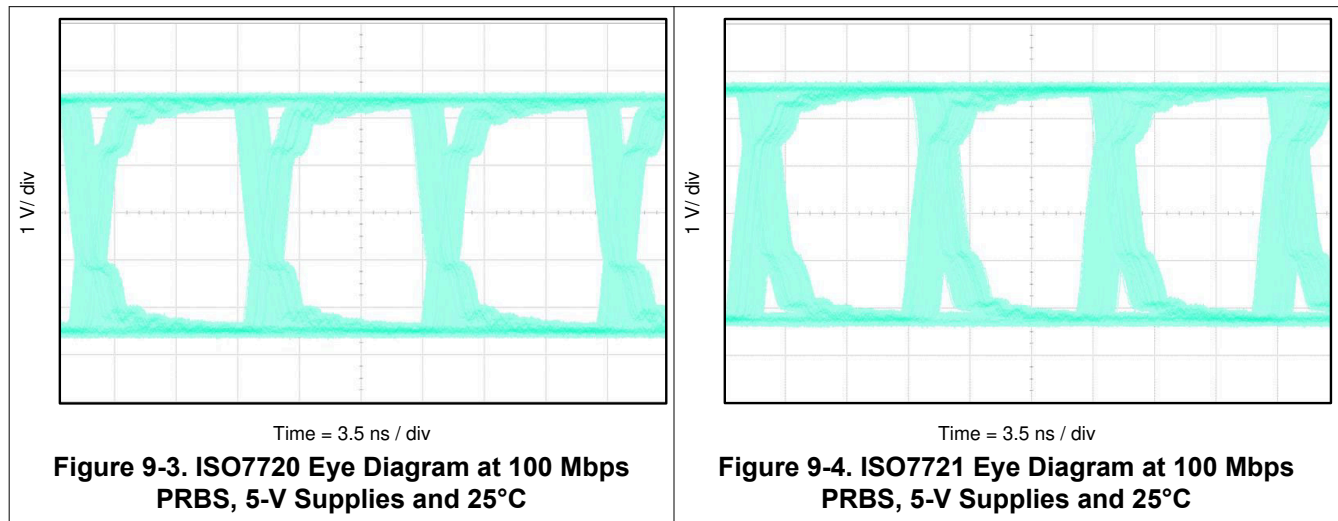 1 V/ div
Time = 3.5 ns / div
Figure 9-3. ISO7720 Eye Diagram at 100 Mbps
PRBS, 5-V Supplies and 25°C
1 V/ div
Time = 3.5 ns / div
Figure 9-4. ISO7721 Eye Diagram at 100 Mbps
PRBS, 5-V Supplies and 25°C